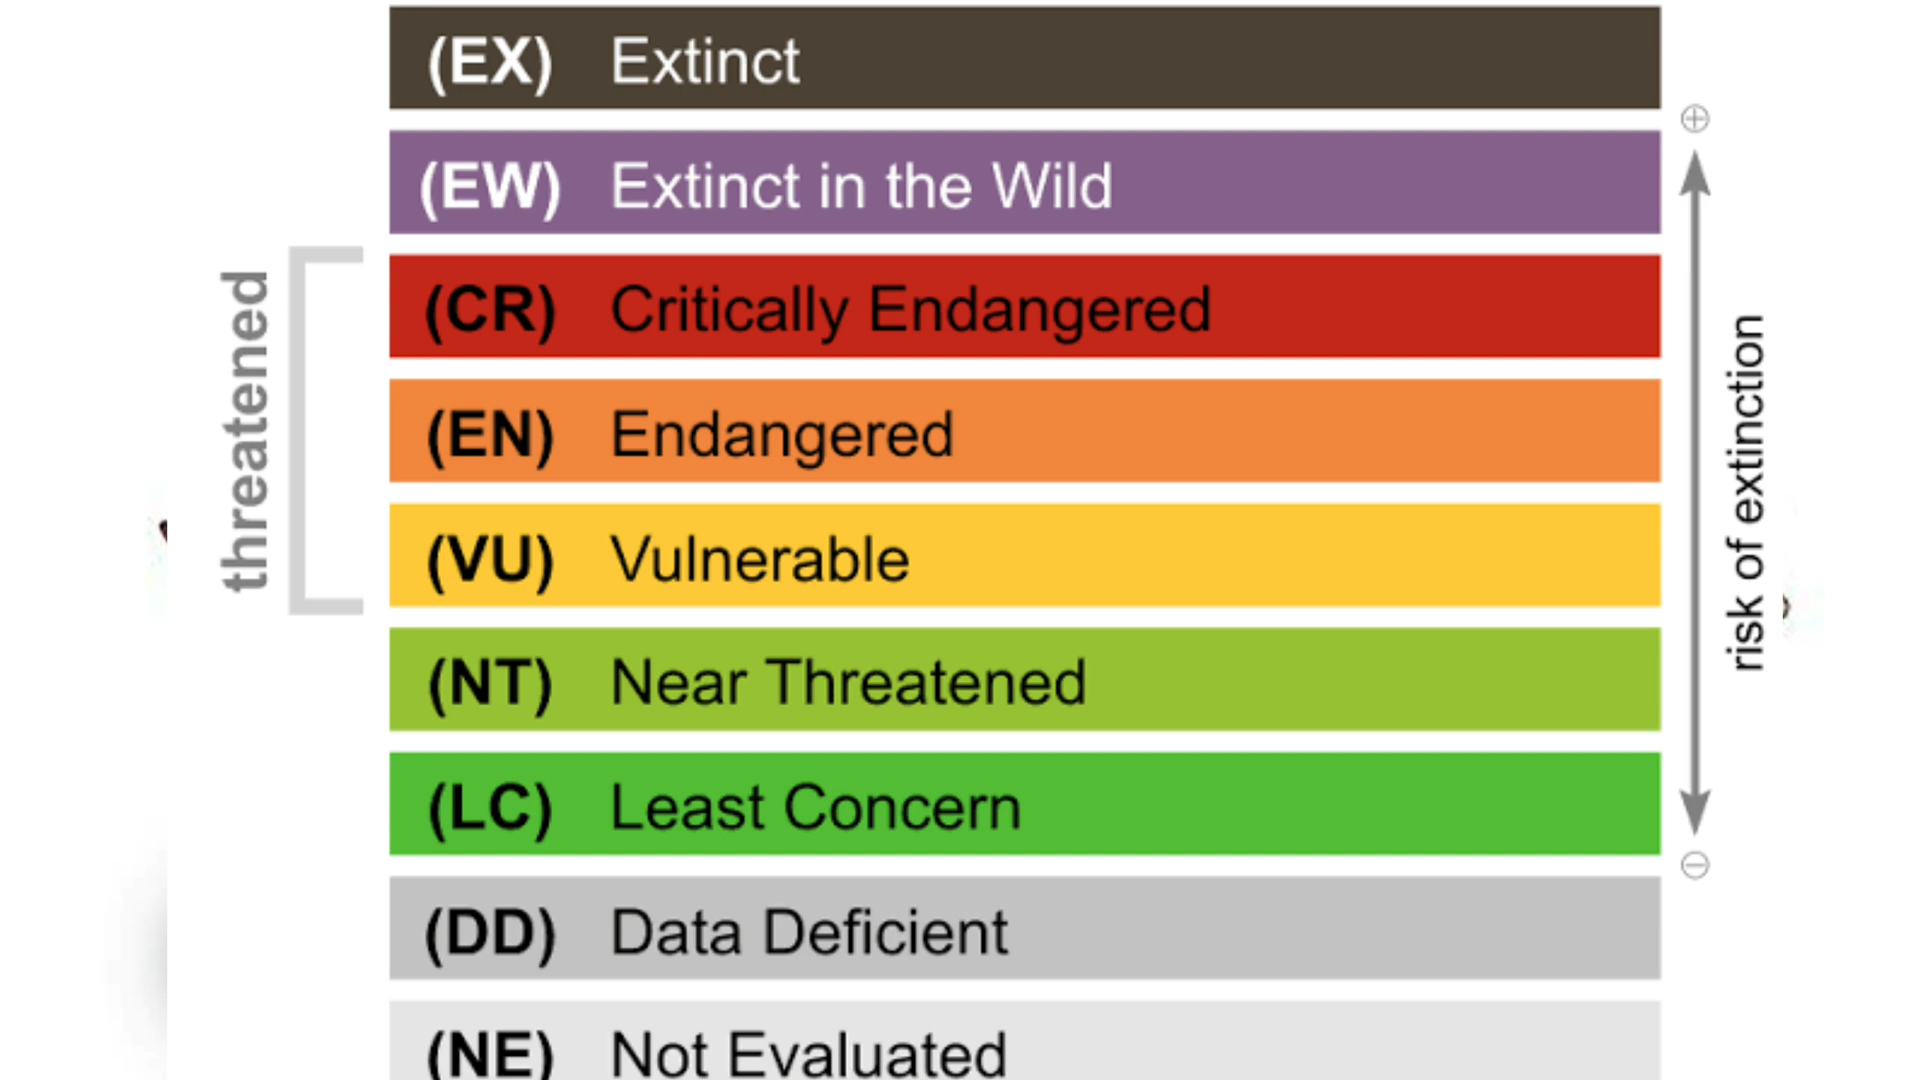 (EX) Extinct
(EW) Extinct in the Wild
threatened
(CR) Critically Endangered
(EN) Endangered
(VU) Vulnerable
(NT) Near Threatened
(LC) Least Concern
(DD) Data Deficient
(NE) Not Evaluated
risk of extinction